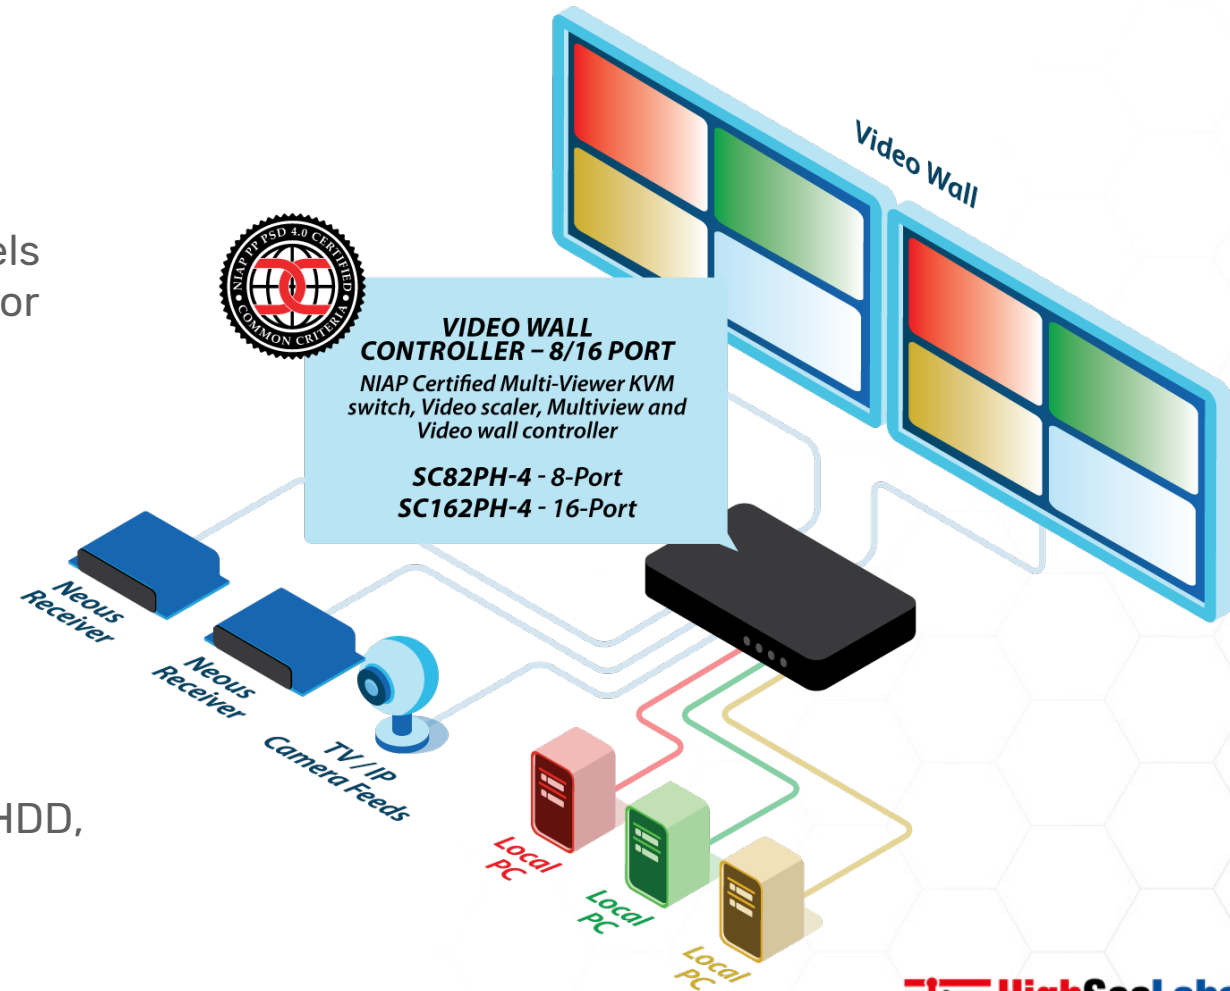 els
or
HDD,
NIAP PP PSD 4.0 CERTIFIED
COMMON CRITERIA
VIDEO WALL
CONTROLLER – 8/16 PORT
NIAP Certified Multi-Viewer KVM
switch, Video scaler, Multiview and
Video wall controller
SC82PH-4 - 8-Port
SC162PH-4 - 16-Port
Video Wall
Neous
Receiver
Neous
Receiver
TV / IP
Camera Feeds
Local
PC
Local
PC
Local
PC
HighSecLabs